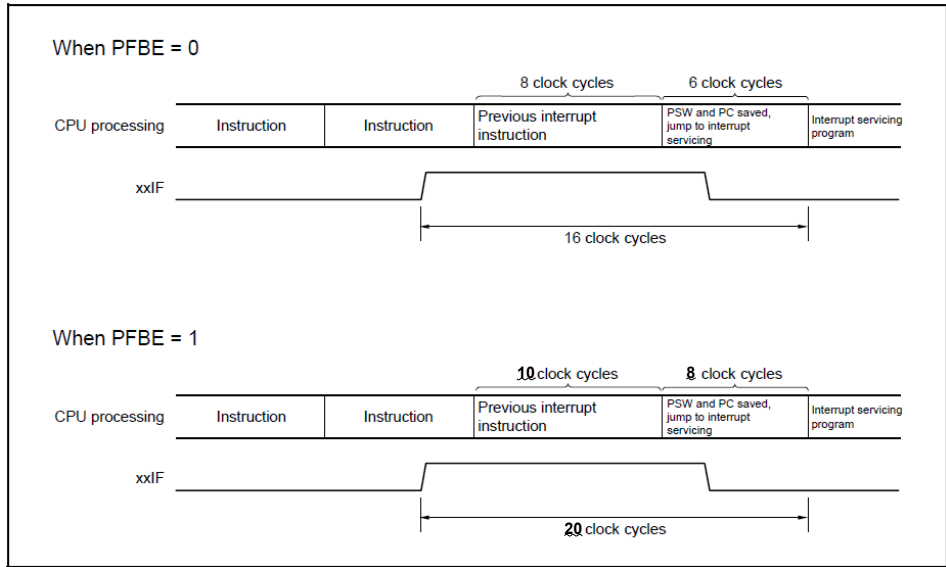 When PFBE = 0
8 clock cycles
6 clock cycles
CPU processing
Instruction
Instruction
Previous interrupt
instruction
PSW and PC saved,
jump to interrupt
servicing
Interrupt servicing
program
xxIF
16 clock cycles
When PFBE = 1
10 clock cycles
8 clock cycles
CPU processing
Instruction
Instruction
Previous interrupt
instruction
PSW and PC saved,
jump to interrupt
servicing
Interrupt servicing
program
xxIF
20 clock cycles